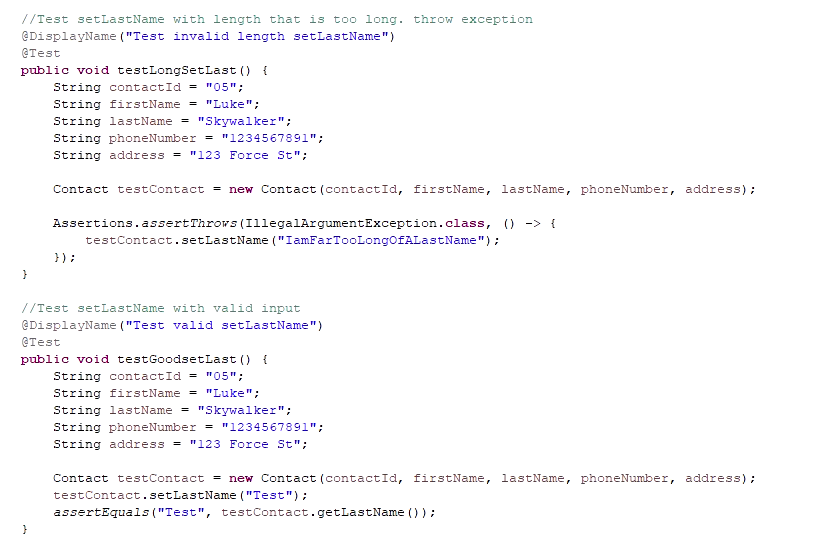 //Test setLastName with length that is too long. throw exception
@DisplayName("Test invalid length setLastName")
@Test
public void testLongSetLast() {
    String contactId = "05";
    String firstName = "Luke";
    String lastName = "Skywalker";
    String phoneNumber = "1234567891";
    String address = "123 Force St";

    Contact testContact = new Contact(contactId, firstName, lastName, phoneNumber, address);

    Assertions.assertThrows(IllegalArgumentException.class, () -> {
        testContact.setLastName("IamFarTooLongOfALastName");
    });
}

//Test setLastName with valid input
@DisplayName("Test valid setLastName")
@Test
public void testGoodsetLast() {
    String contactId = "05";
    String firstName = "Luke";
    String lastName = "Skywalker";
    String phoneNumber = "1234567891";
    String address = "123 Force St";

    Contact testContact = new Contact(contactId, firstName, lastName, phoneNumber, address);
    testContact.setLastName("Test");
    assertEquals("Test", testContact.getLastName());
}